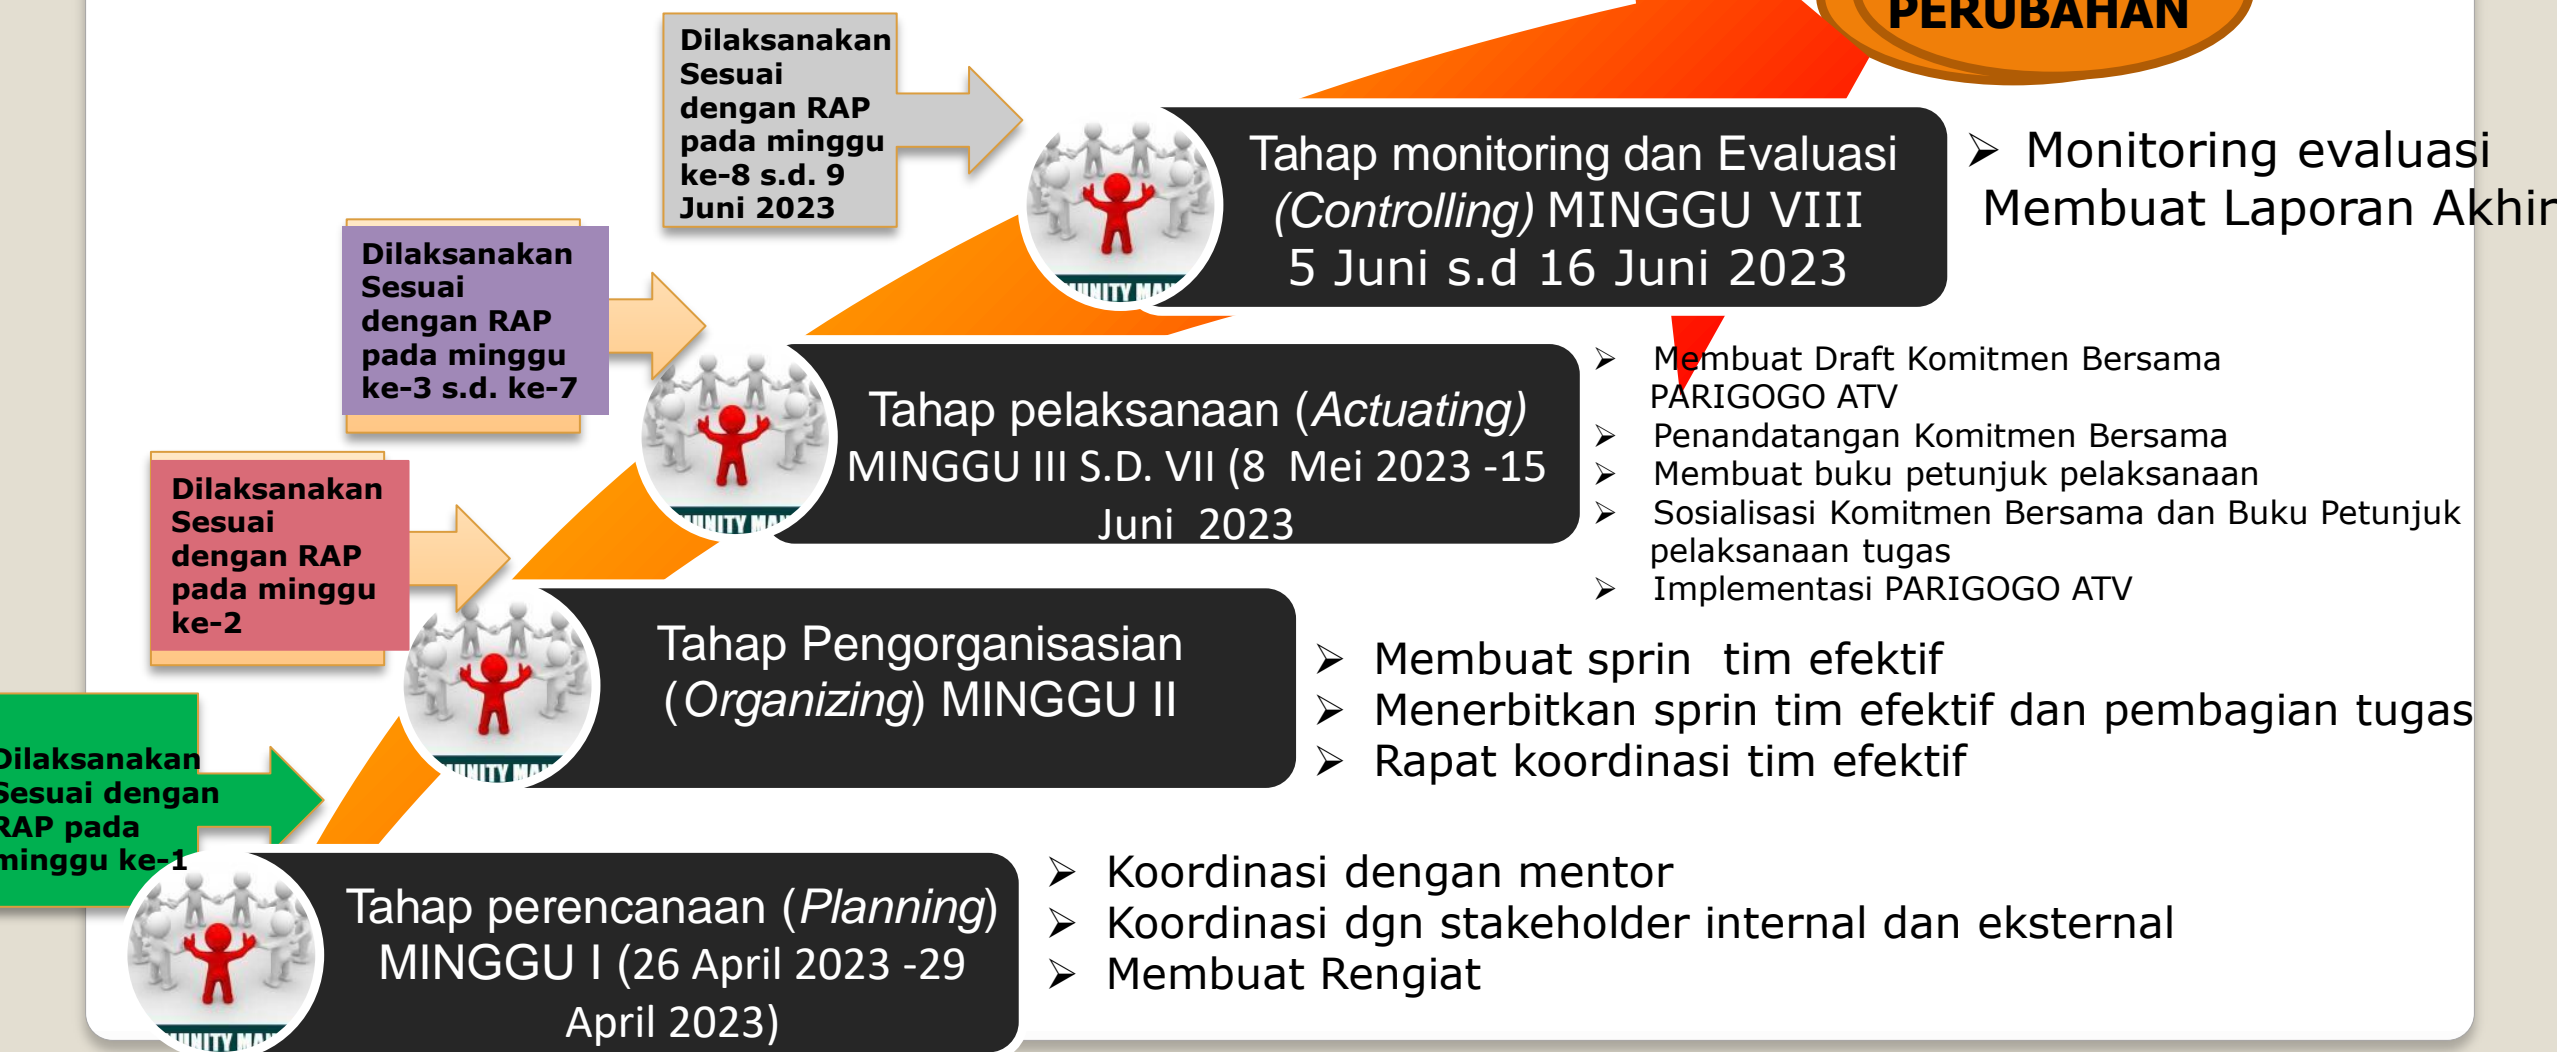 PERUBAHAN
Dilaksanakan
Sesuai
dengan RAP
pada minggu
ke-8 s.d. 9
Juni 2023
Tahap monitoring dan Evaluasi
(Controlling) MINGGU VIII
5 Juni s.d 16 Juni 2023
➢ Monitoring evaluasi
Membuat Laporan Akhir
Dilaksanakan
Sesuai
dengan RAP
pada minggu
ke-3 s.d. ke-7
Tahap pelaksanaan (Actuating)
MINGGU III S.D. VII (8 Mei 2023 -15
Juni 2023
➢ Membuat Draft Komitmen Bersama
PARIGOGO ATV
➢ Penandatangan Komitmen Bersama
➢ Membuat buku petunjuk pelaksanaan
➢ Sosialisasi Komitmen Bersama dan Buku Petunjuk
pelaksanaan tugas
➢ Implementasi PARIGOGO ATV
Dilaksanakan
Sesuai
dengan RAP
pada minggu
ke-2
Tahap Pengorganisasian
(Organizing) MINGGU II
➢ Membuat sprin tim efektif
➢ Menerbitkan sprin tim efektif dan pembagian tugas
➢ Rapat koordinasi tim efektif
Dilaksanakan
Sesuai dengan
RAP pada
minggu ke-1
Tahap perencanaan (Planning)
MINGGU I (26 April 2023 -29
April 2023)
➢ Koordinasi dengan mentor
➢ Koordinasi dgn stakeholder internal dan eksternal
➢ Membuat Rengiat